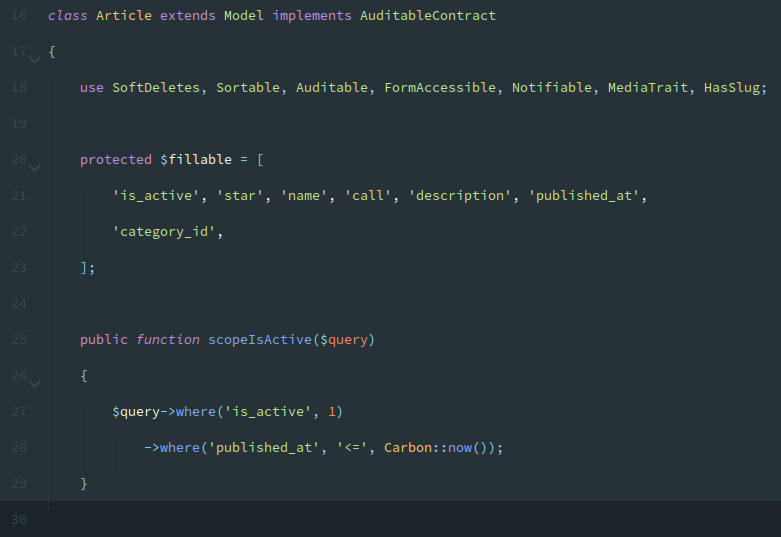 16 class Article extends Model implements AuditableContract
17 {
18 use SoftDeletes, Sortable, Auditable, FormAccessible, Notifiable, MediaTrait, HasSlug;
19
20 protected $fillable = [
21 'is_active', 'star', 'name', 'call', 'description', 'published_at',
22 'category_id',
23 ];
24
25 public function scopeIsActive($query)
26 {
27 $query->where('is_active', 1)
28 ->where('published_at', '<=', Carbon::now());
29 }
30